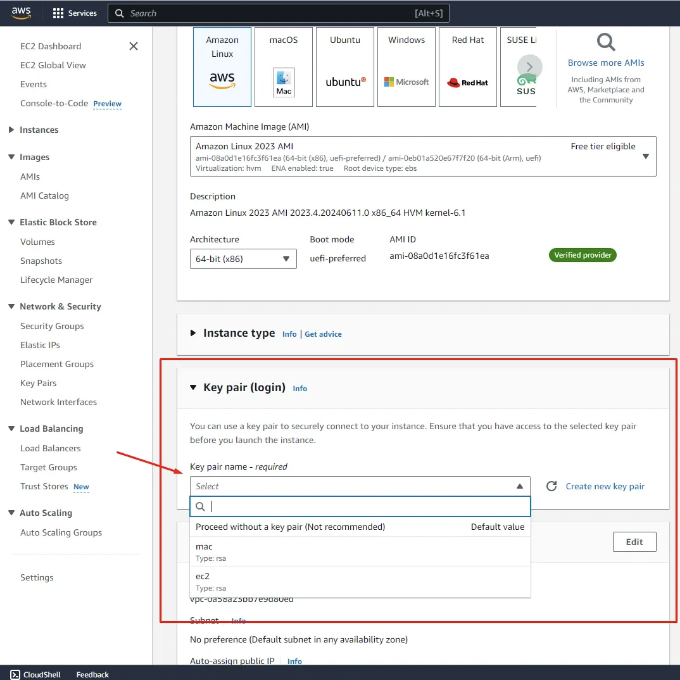 aws
Services
Search
[Alt+S]
EC2 Dashboard
EC2 Global View
Events
Console-to-Code Preview
Instances
Images
AMIs
AMI Catalog
Elastic Block Store
Volumes
Snapshots
Lifecycle Manager
Network & Security
Security Groups
Elastic IPs
Placement Groups
Key Pairs
Network Interfaces
Load Balancing
Load Balancers
Target Groups
Trust Stores New
Auto Scaling
Auto Scaling Groups
Settings
Amazon
Linux
aws
macOS
Mac
Ubuntu
ubuntu
Windows
Microsoft
Red Hat
Red Hat
SUSE Li
SUS
Browse more AMIs
Including AMIs from
AWS, Marketplace and
the Community
Amazon Machine Image (AMI)
Amazon Linux 2023 AMI
Free tier eligible
ami-08a0d1e16fc3f61ea (64-bit (x86), uefi-preferred) / ami-0eb01a520e67f7f20 (64-bit (Arm), uefi)
Virtualization: hvm ENA enabled: true Root device type: ebs
Description
Amazon Linux 2023 AMI 2023.4.20240611.0 x86_64 HVM kernel-6.1
Architecture
Boot mode
AMI ID
64-bit (x86)
uefi-preferred
ami-08a0d1e16fc3f61ea
Verified provider
Instance type Info | Get advice
Key pair (login) Info
You can use a key pair to securely connect to your instance. Ensure that you have access to the selected key pair
before you launch the instance.
Key pair name - required
Select
Create new key pair
Proceed without a key pair (Not recommended)
Default value
mac
Type: rsa
ec2
Type: rsa
Edit
vpc-0a58a23bb7e9d80ed
Subnet Info
No preference (Default subnet in any availability zone)
Auto-assign public IP Info
CloudShell
Feedback